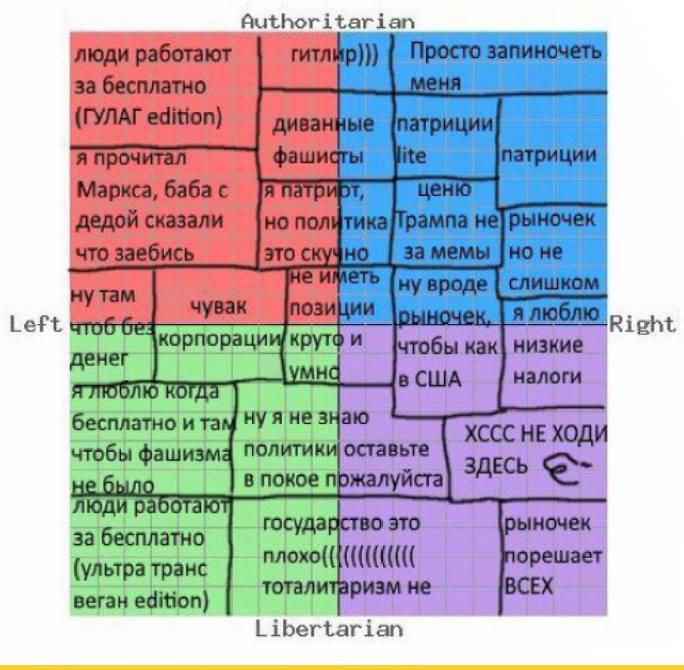 Authoritarian
люди работают
за бесплатно
(ГУЛАГ edition)
гитлир)))
Просто запиночеть
меня
диванные
фашисты
патриции
lite
патриции
я прочитал
Маркса, баба с
дедой сказали
что заебись
я патриот,
но политика
это скучно
ценю
Трампа не
за мемы
рыночек
но не
слишком
ну там
чтоб без
денег
чувак
корпорации
не иметь
позиции
круто и
умно
ну вроде
рыночек,
чтобы как
в США
я люблю
низкие
налоги
Left
Right
я люблю когда
бесплатно и там
чтобы фашизма
не было
ну я не знаю
политики оставьте
в покое пожалуйста
ХССС НЕ ХОДИ
ЗДЕСЬ
люди работают
за бесплатно
(ультра транс
веган edition)
государство это
плохо(((((((((((((
тоталитаризм не
рыночек
порешает
ВСЕХ
Libertarian